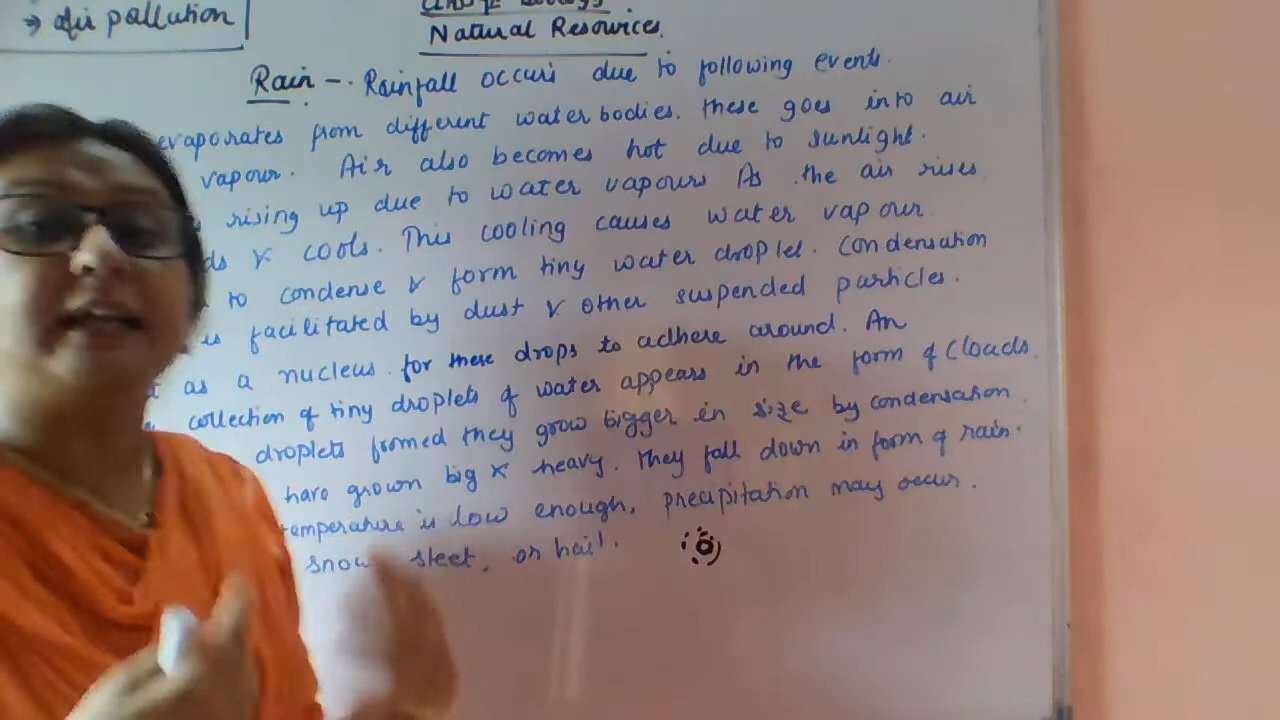 → Air pollution
Natural Resources.
Rain -. Rainfall occurs due to following events.
evaporates from different water bodies. These goes into air
vapour. Air also becomes hot due to sunlight.
rising up due to water vapours As the air rises
ds & cools. This cooling causes water vapour
to condense & form tiny water droplet. Condensation
is facilitated by dust & other suspended particles.
as a nucleus for these drops to adhere around. An
collection of tiny droplets of water appears in the form of Clouds.
droplets fromed they grow bigger in size by condensation.
have grown big & heavy. They fall down in form of rain.
temperature is low enough, precipitation may occur.
snow sleet, or hail.